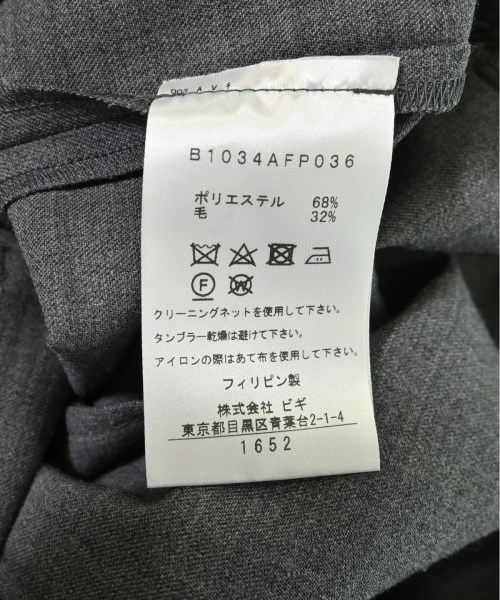 B1034AFP036
ポリエステル 68%
毛 32%
F W
クリーニングネットを使用して下さい。
タンブラー乾燥は避けて下さい。
アイロンの際はあて布を使用して下さい。
フィリピン製
株式会社 ビギ
東京都目黒区青葉台2-1-4
1652